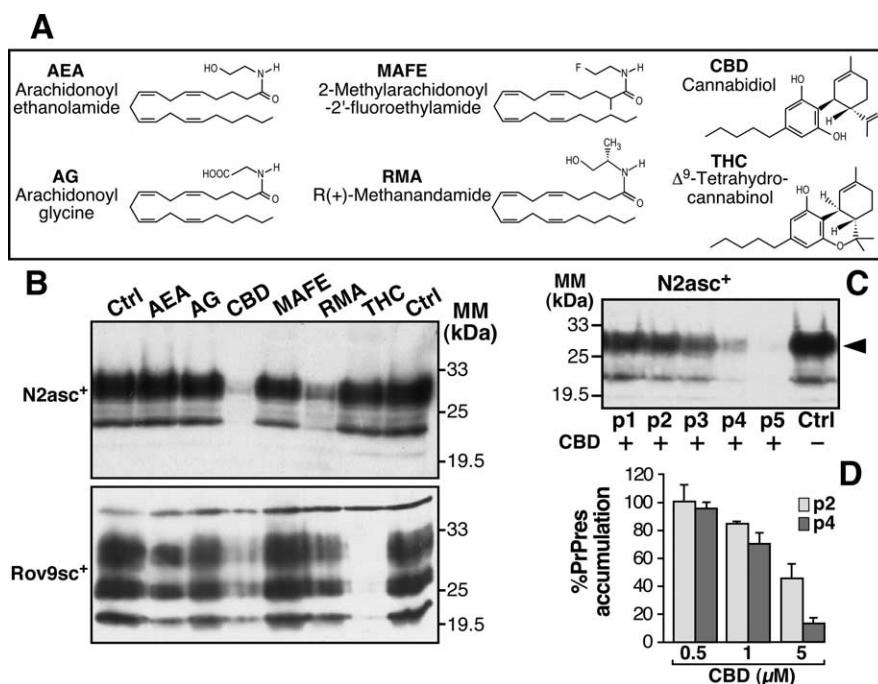 A
AEA
Arachidonoyl
ethanolamide
HO
N
H
O
MAFE
2-Methylarachidonoyl
-2'-fluoroethylamide
F
N
H
O
CBD
Cannabidiol
HO
H
OH
AG
Arachidonoyl
glycine
HOOC
N
H
O
RMA
R(+)-Methanandamide
CH3
HO
N
H
O
THC
Δ9-Tetrahydro-
cannabinol
HO
H
H
O
B
Ctrl AEA AG CBD MAFE RMA THC Ctrl
MM
(kDa)
N2asc+
33
25
19.5
Rov9sc+
33
25
19.5
C
MM
(kDa)
N2asc+
33
25
19.5
p1 p2 p3 p4 p5 Ctrl
CBD + + + + + −
D
%PrPres
accumulation
120
100
80
60
40
20
0
p2
p4
0.5 1 5
CBD (µM)